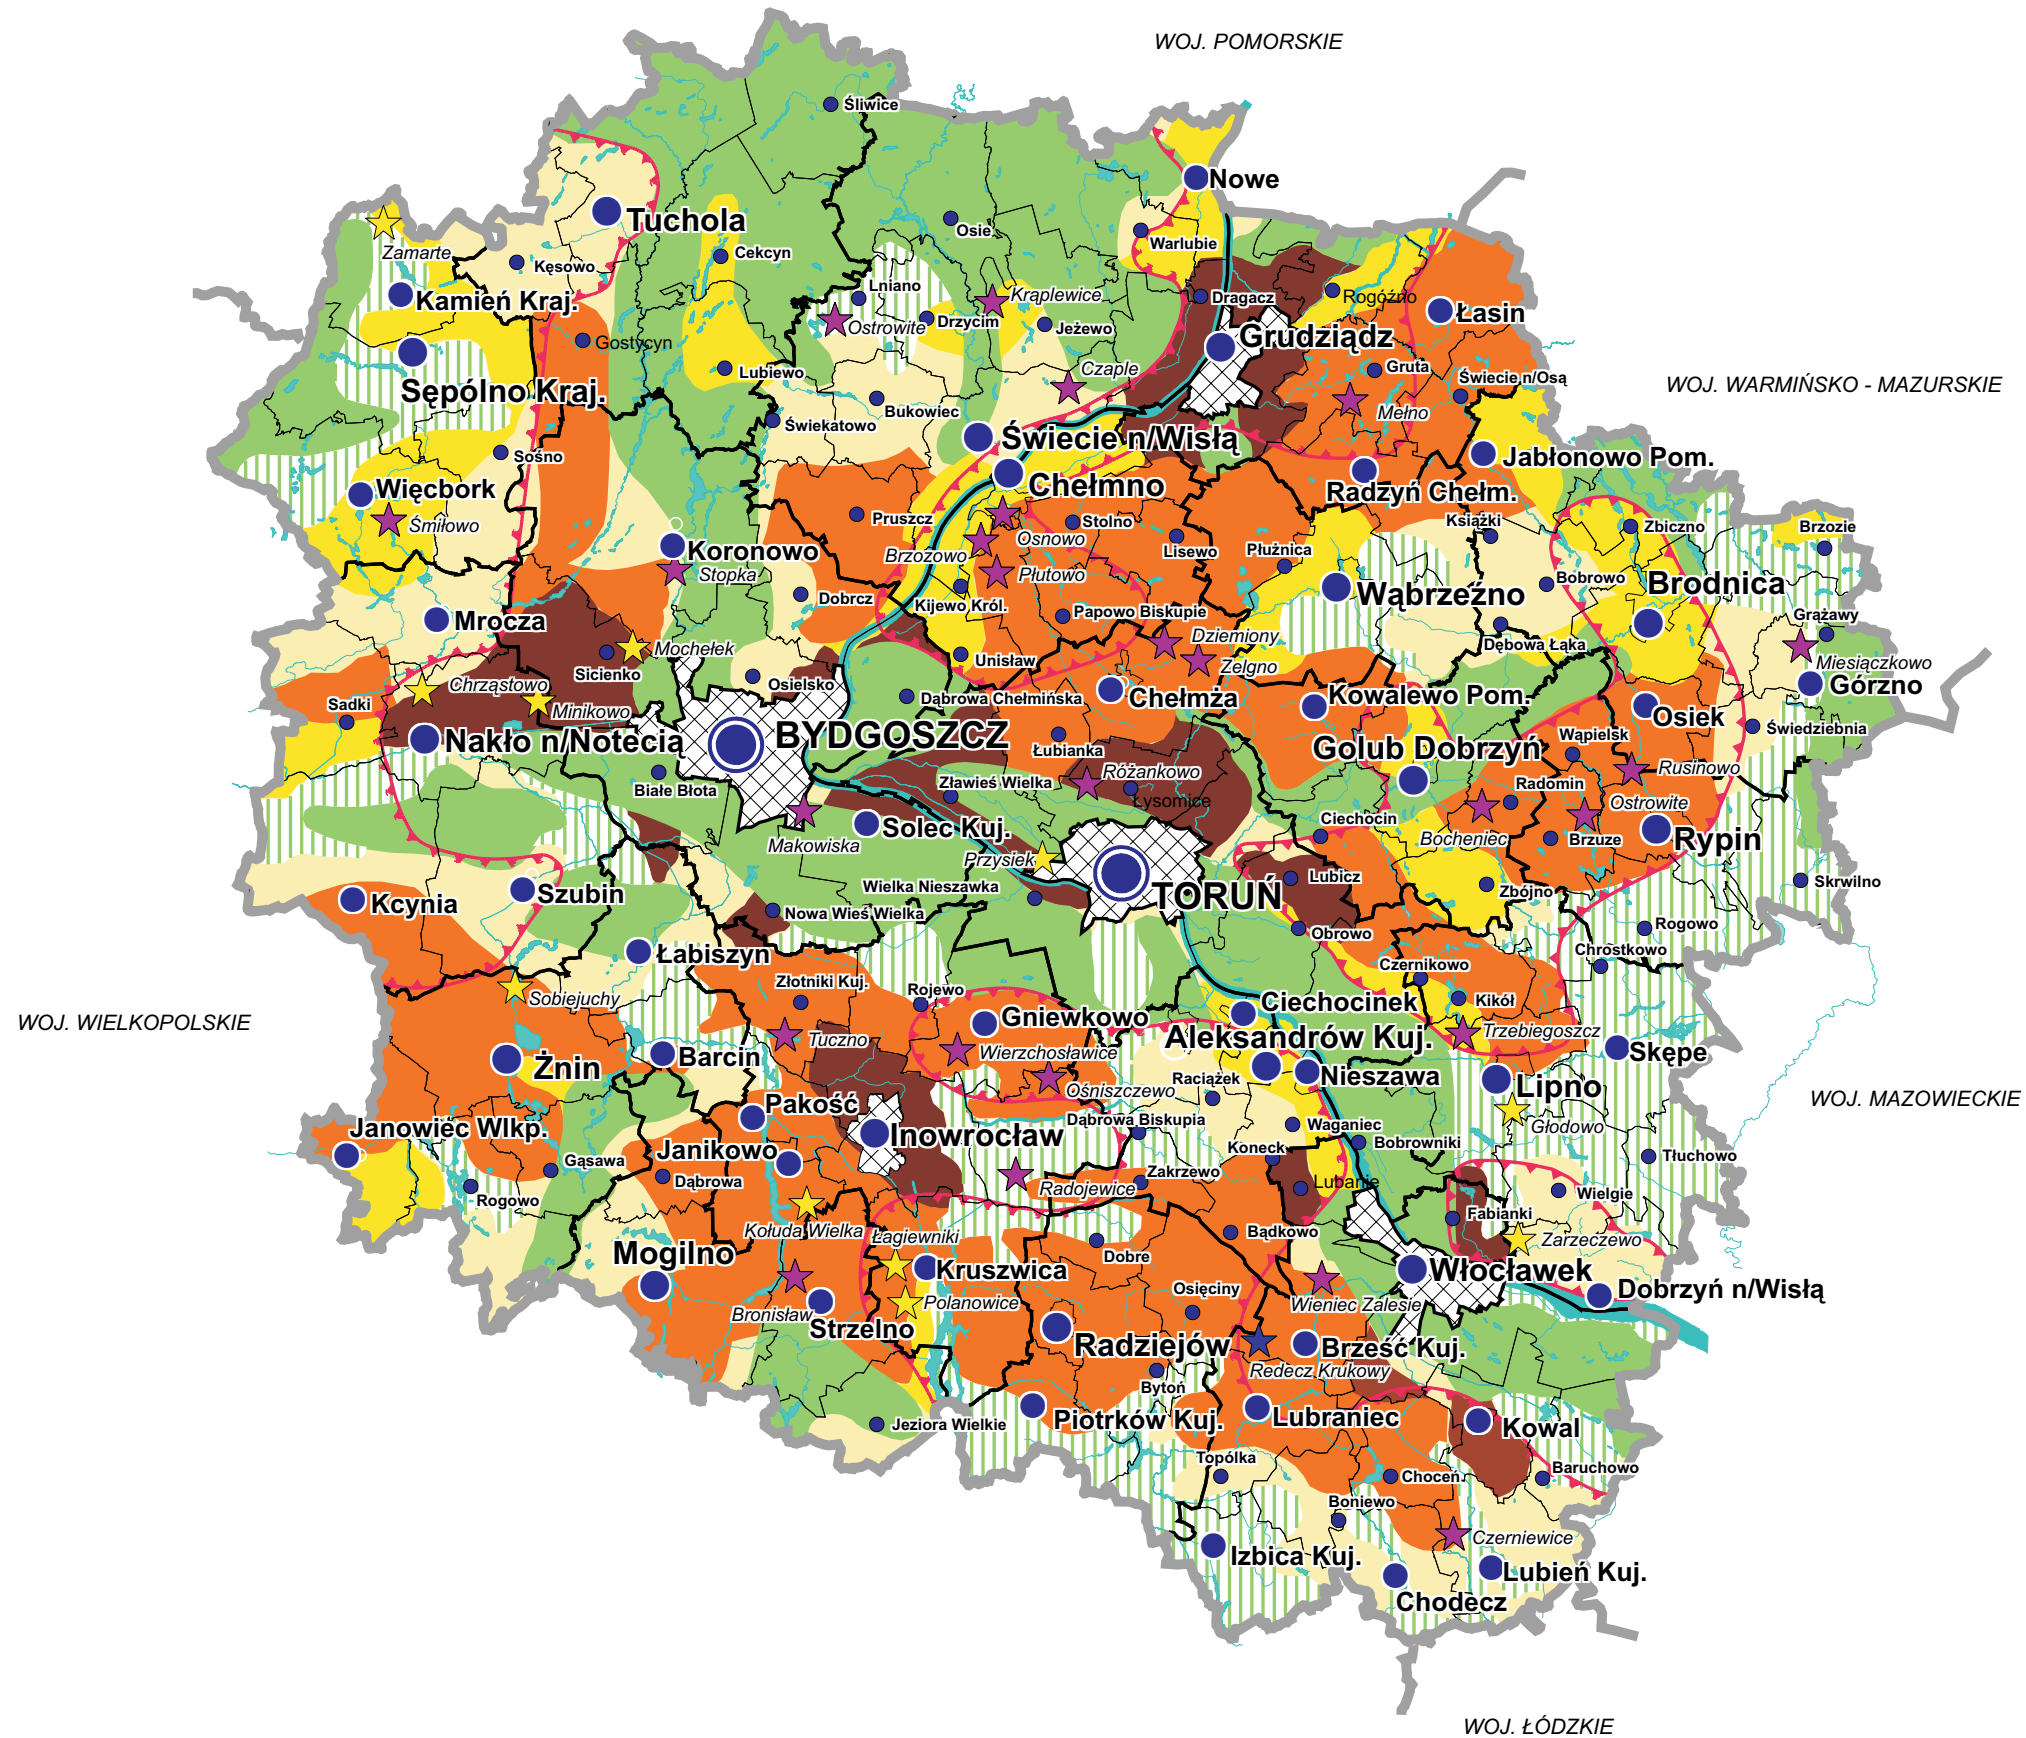 WOJ. POMORSKIE
Śliwice
Nowe
Tuchola
Osie
Warlubie
Cekcyn
Zamarte
Kęsowo
Lniano
Krąplewice
Dragacz
Rogóźno
Kamień Kraj.
Ostrowite
Drzycim
Jeżewo
Łasin
Grudziądz
Gostycyn
Czaple
Gruta
Świecie n/Osą
WOJ. WARMIŃSKO - MAZURSKIE
Lubiewo
Sępólno Kraj.
Bukowiec
Mełno
Świekatowo
Świecie n/Wisłą
Sośno
Jabłonowo Pom.
Więcbork
Chełmno
Radzyń Chełm.
Śmiłowo
Pruszcz
Stolno
Książki
Zbiczno
Brzozie
Osnowo
Koronowo
Brzozowo
Lisewo
Płużnica
Stopka
Płutowo
Bobrowo
Brodnica
Dobrcz
Kijewo Król.
Papowo Biskupie
Wąbrzeźno
Grążawy
Mrocza
Dziemiony
Dębowa Łąka
Mochełek
Unisław
Zelgno
Miesiączkowo
Sicienko
Osielsko
Chrząstowo
Górzno
Dąbrowa Chełmińska
Chełmża
Kowalewo Pom.
Sadki
Minikowo
Osiek
Świedziebnia
Nakło n/Notecią
BYDGOSZCZ
Łubianka
Golub Dobrzyń
Wąpielsk
Różankowo
Rusinowo
Białe Błota
Zławieś Wielka
Łysomice
Radomin
Ostrowite
Solec Kuj.
Ciechocin
Makowiska
Bocheniec
Brzuze
Rypin
Przysiek
Lubicz
Skrwilno
Wielka Nieszawka
TORUŃ
Zbójno
Kcynia
Szubin
Nowa Wieś Wielka
Rogowo
Obrowo
Łabiszyn
Chrostkowo
Czernikowo
Złotniki Kuj.
Rojewo
Sobiejuchy
Ciechocinek
Kikół
WOJ. WIELKOPOLSKIE
Gniewkowo
Trzebiegoszcz
Tuczno
Aleksandrów Kuj.
Wierzchosławice
Skępe
Barcin
Żnin
Raciążek
Nieszawa
Lipno
Ośniszczewo
WOJ. MAZOWIECKIE
Pakość
Dąbrowa Biskupia
Waganiec
Głodowo
Janowiec Wlkp.
Inowrocław
Bobrowniki
Janikowo
Koneck
Tłuchowo
Gąsawa
Zakrzewo
Dąbrowa
Radojewice
Lubanie
Rogowo
Wielgie
Fabianki
Kołuda Wielka
Łagiewniki
Bądkowo
Zarzeczewo
Mogilno
Dobre
Kruszwica
Włocławek
Osięciny
Dobrzyń n/Wisłą
Polanowice
Wieniec Zalesie
Bronisław
Strzelno
Radziejów
Brześć Kuj.
Redecz Krukowy
Bytoń
Piotrków Kuj.
Lubraniec
Jeziora Wielkie
Kowal
Topólka
Choceń
Baruchowo
Boniewo
Czerniewice
Izbica Kuj.
Lubień Kuj.
Chodecz
WOJ. ŁÓDZKIE